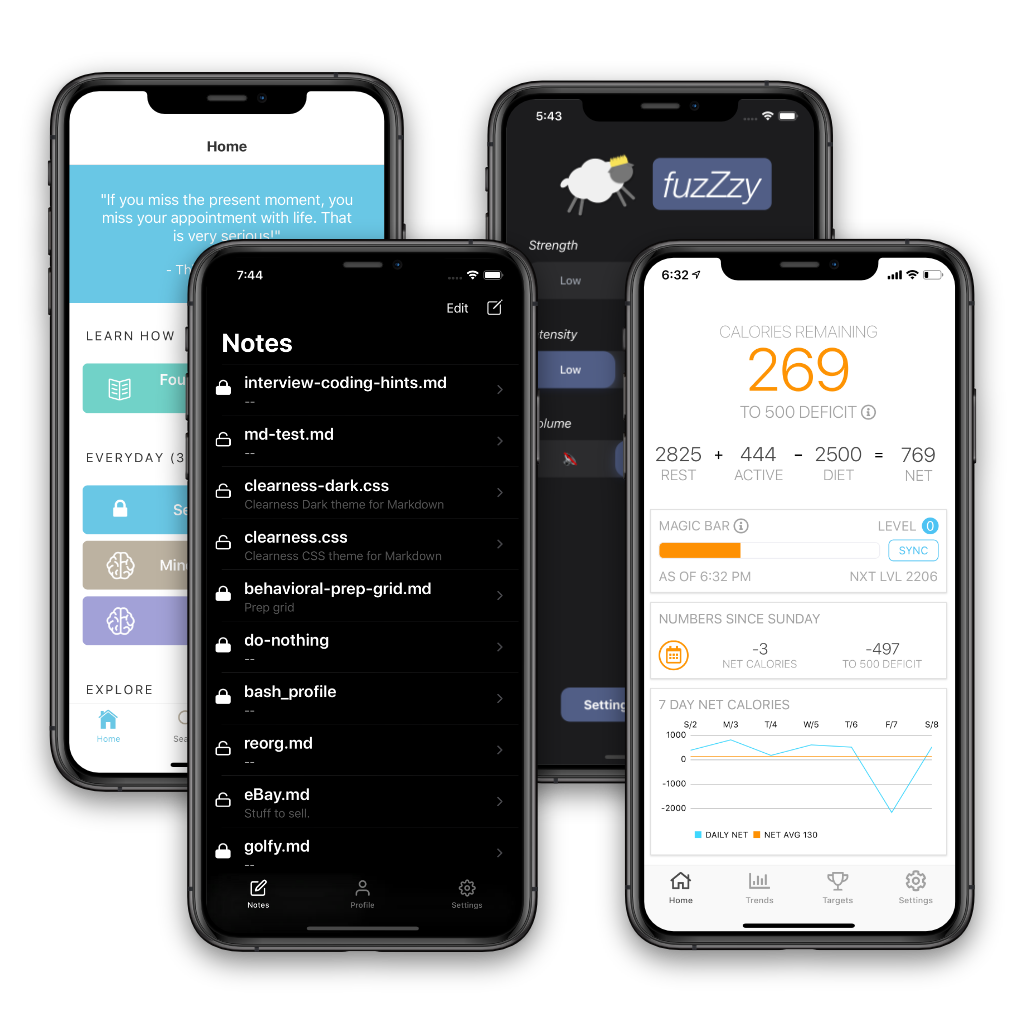 Home
"If you miss the present moment, you
miss your appointment with life. That
is very serious!"
- Th
LEARN HOW
Fou
EVERYDAY (3
Se
Min
EXPLORE
Home
Sea
5:43
fuzZzy
Strength
Low
tensity
Low
olume
Setting
7:44
Edit
Notes
interview-coding-hints.md
--
md-test.md
--
clearness-dark.css
Clearness Dark theme for Markdown
clearness.css
Clearness CSS theme for Markdown
behavioral-prep-grid.md
Prep grid
do-nothing
--
bash_profile
--
reorg.md
--
eBay.md
Stuff to sell.
golfy.md
--
Notes Profile Settings
6:32
CALORIES REMAINING
269
TO 500 DEFICIT
2825 + 444 - 2500 = 769
REST ACTIVE DIET NET
MAGIC BAR LEVEL 0
SYNC
AS OF 6:32 PM NXT LVL 2206
NUMBERS SINCE SUNDAY
-3 -497
NET CALORIES TO 500 DEFICIT
7 DAY NET CALORIES
S/2 M/3 T/4 W/5 T/6 F/7 S/8
1000
0
-1000
-2000
DAILY NET NET AVG 130
Home Trends Targets Settings